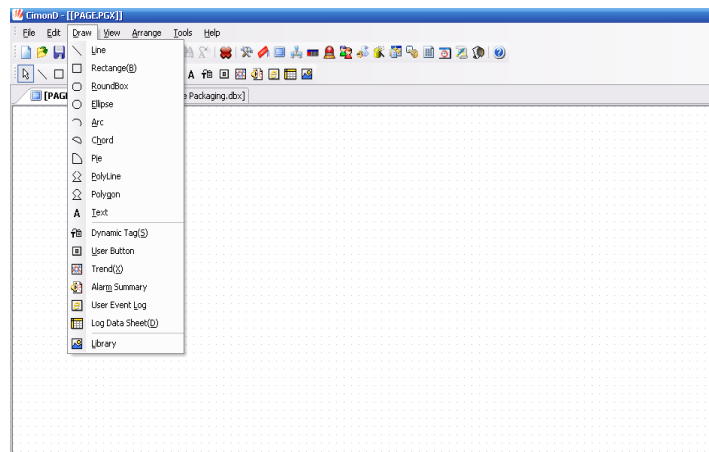 CimonD - [[PAGE.PGX]]
File Edit Draw View Arrange Tools Help
[PAGE
e Packaging.dbx]
Line
Rectange(B)
RoundBox
Ellipse
Arc
Chord
Pie
PolyLine
Polygon
A Text
Dynamic Tag(S)
User Button
Trend(X)
Alarm Summary
User Event Log
Log Data Sheet(D)
Library